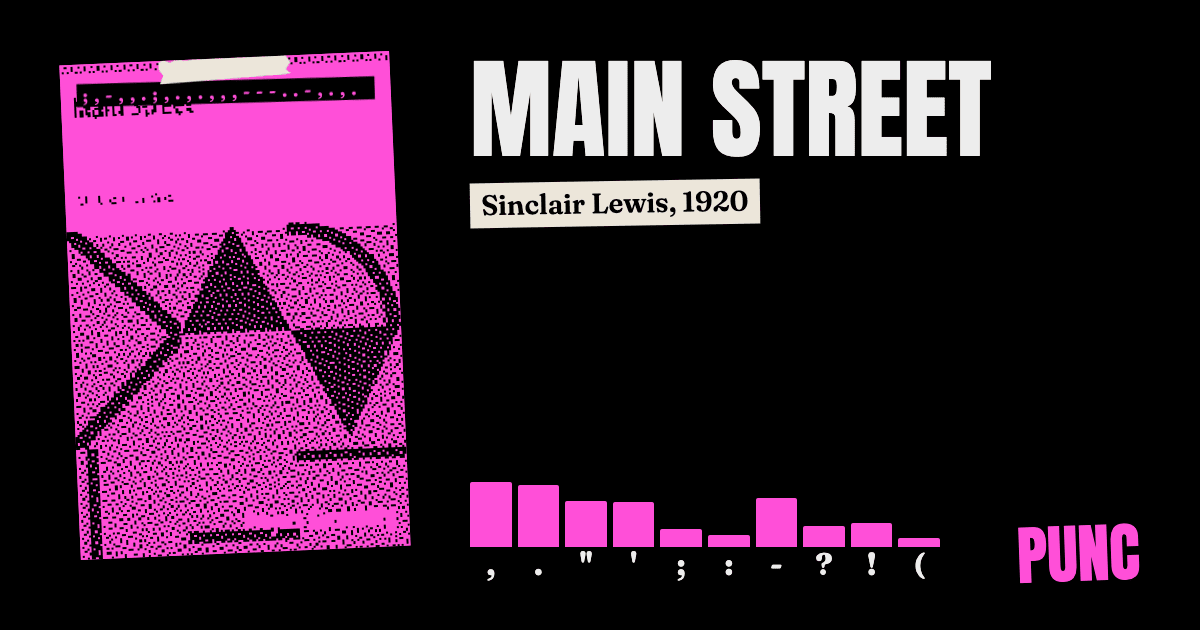 MAIN STREET
Sinclair Lewis, 1920
, . " ' ; : - ? ! (
PUNC